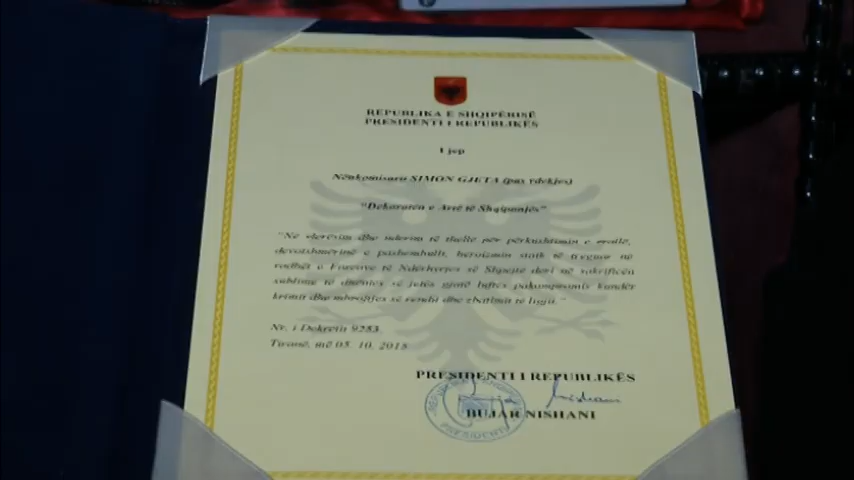 REPUBLIKA E SHQIPËRISË
PRESIDENTI I REPUBLIKËS
I jep
Nënkomisarit SIMON GJETA (pas vdekjes)
"Dekoratën e Artë të Shqiponjës"
"Në vlerësim dhe nderim të thellë për përkushtimin e rrallë,
devotshmërinë e pashembullt, heroizmin të treguar në
radhët e Forcave të Ndërhyrjes së Shpejtë deri në sakrificën
sublime të dhënies së jetës gjatë luftës pakompromis kundër
krimit dhe mbrojtjes së rendit dhe zbatimit të ligjit."
Nr. i Dekretit 9283.
Tiranë, më 05. 10. 2015
PRESIDENTI I REPUBLIKËS
BUJAR NISHANI
PRESIDENTI